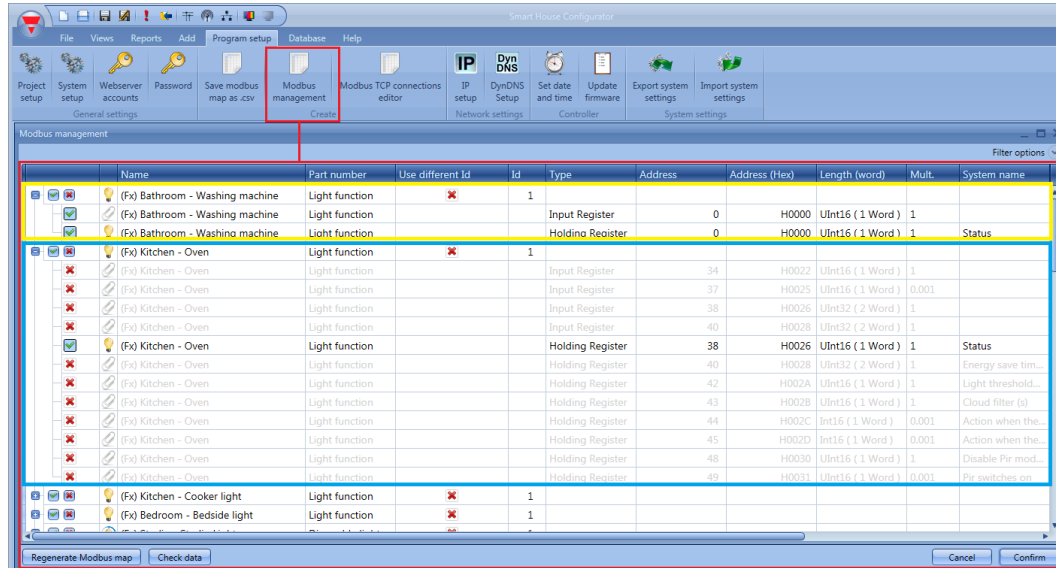 Smart House Configurator
File Views Reports Add Program setup Database Help
IP Dyn DNS
Project setup System setup Webserver accounts Password Save modbus map as .csv Modbus management Modbus TCP connections editor IP setup DynDNS Setup Set date and time Update firmware Export system settings Import system settings
General settings Create Network settings Controller System settings
Modbus management
Filter options
Name Part number Use different Id Id Type Address Address (Hex) Length (word) Mult. System name
(Fx) Bathroom - Washing machine Light function 1
(Fx) Bathroom - Washing machine Light function Input Register 0 H0000 UInt16 ( 1 Word ) 1
(Fx) Bathroom - Washing machine Light function Holding Register 0 H0000 UInt16 ( 1 Word ) 1 Status
(Fx) Kitchen - Oven Light function 1
(Fx) Kitchen - Oven Light function Input Register 34 H0022 UInt16 ( 1 Word ) 1
(Fx) Kitchen - Oven Light function Input Register 37 H0025 UInt16 ( 1 Word ) 0.001
(Fx) Kitchen - Oven Light function Input Register 38 H0026 UInt32 ( 2 Word ) 1
(Fx) Kitchen - Oven Light function Input Register 40 H0028 UInt32 ( 2 Word ) 1
(Fx) Kitchen - Oven Light function Holding Register 38 H0026 UInt16 ( 1 Word ) 1 Status
(Fx) Kitchen - Oven Light function Holding Register 40 H0028 UInt32 ( 2 Word ) 1 Energy save tim...
(Fx) Kitchen - Oven Light function Holding Register 42 H002A UInt16 ( 1 Word ) 1 Light threshold...
(Fx) Kitchen - Oven Light function Holding Register 43 H002B UInt16 ( 1 Word ) 1 Cloud filter (s)
(Fx) Kitchen - Oven Light function Holding Register 44 H002C Int16 ( 1 Word ) 0.001 Action when the...
(Fx) Kitchen - Oven Light function Holding Register 45 H002D Int16 ( 1 Word ) 0.001 Action when the...
(Fx) Kitchen - Oven Light function Holding Register 48 H0030 UInt16 ( 1 Word ) 1 Disable Pir mod...
(Fx) Kitchen - Oven Light function Holding Register 49 H0031 UInt16 ( 1 Word ) 0.001 Pir switches on
(Fx) Kitchen - Cooker light Light function 1
(Fx) Bedroom - Bedside light Light function 1
Regenerate Modbus map Check data Cancel Confirm